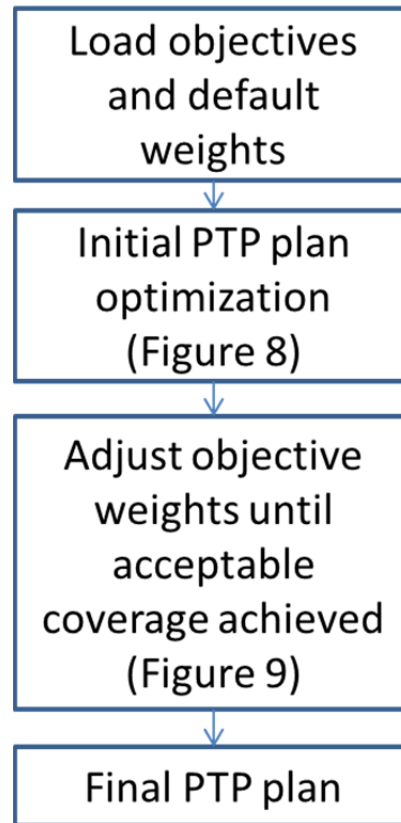 Load objectives
and default
weights
Initial PTP plan
optimization
(Figure 8)
Adjust objective
weights until
acceptable
coverage achieved
(Figure 9)
Final PTP plan